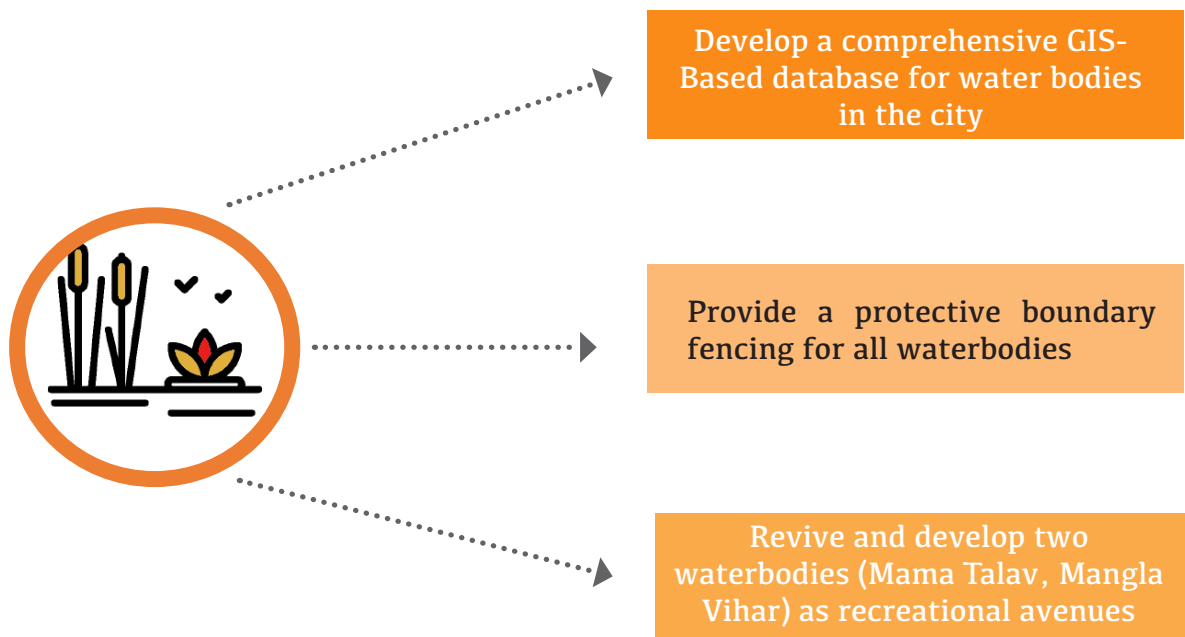 Develop a comprehensive GIS-
Based database for water bodies
in the city
Provide a protective boundary
fencing for all waterbodies
Revive and develop two
waterbodies (Mama Talav, Mangla
Vihar) as recreational avenues